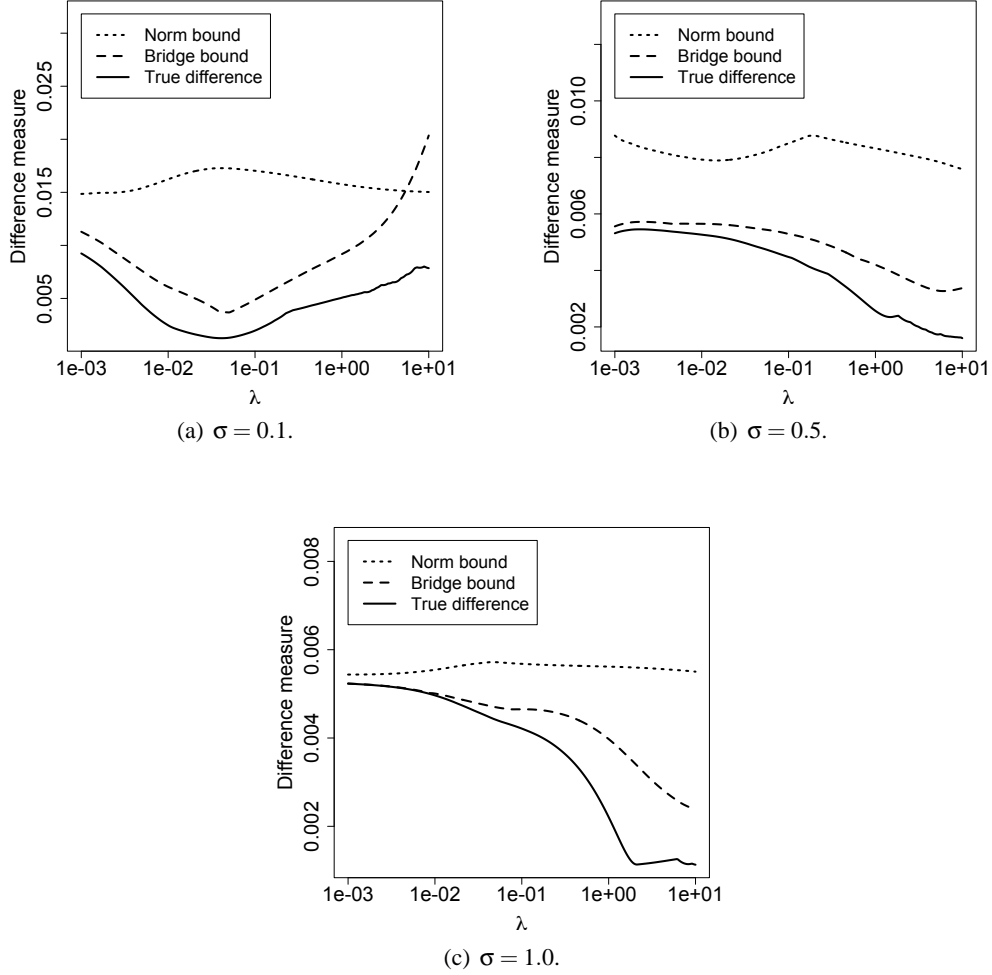 Norm bound
Bridge bound
True difference
Difference measure
0.005
0.015
0.025
1e-03
1e-02
1e-01
1e+00
1e+01
λ
(a) σ = 0.1.
Norm bound
Bridge bound
True difference
Difference measure
0.002
0.006
0.010
1e-03
1e-02
1e-01
1e+00
1e+01
λ
(b) σ = 0.5.
Norm bound
Bridge bound
True difference
Difference measure
0.002
0.004
0.006
0.008
1e-03
1e-02
1e-01
1e+00
1e+01
λ
(c) σ = 1.0.